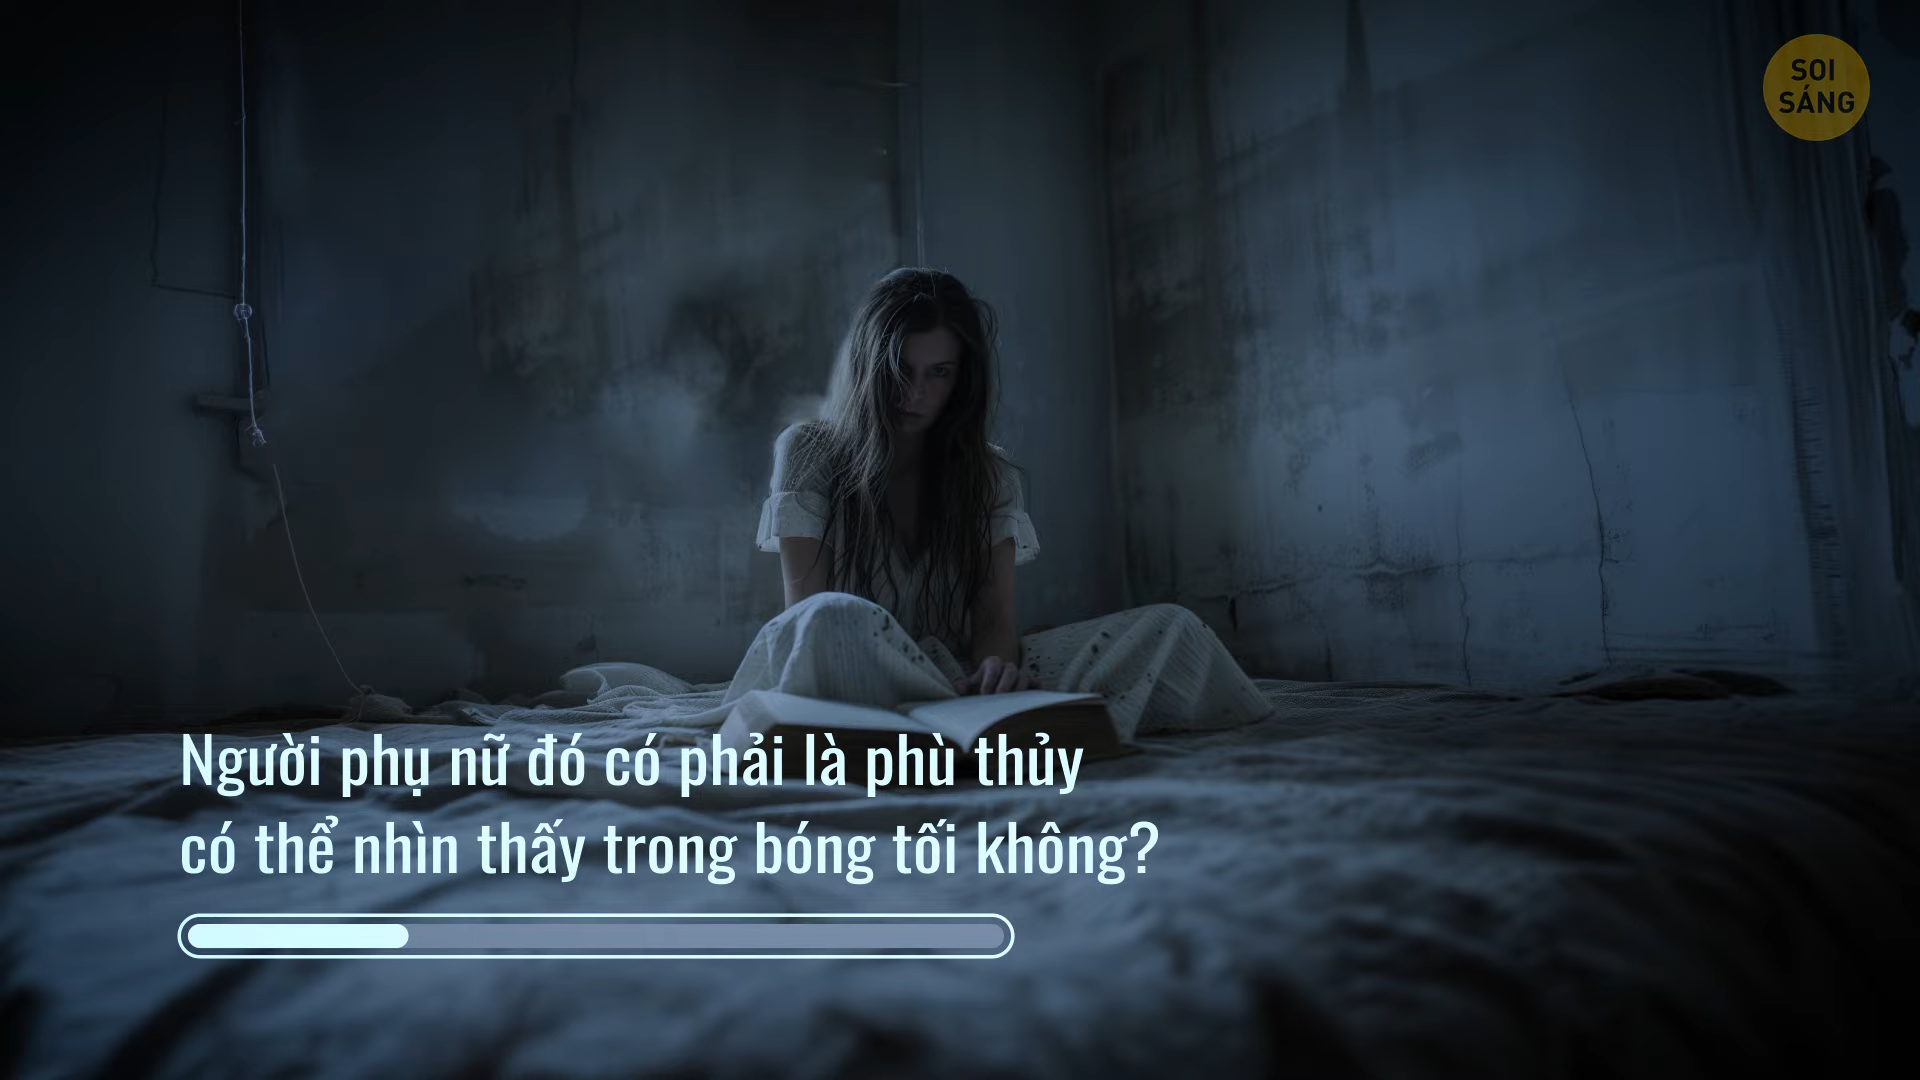 SOI
SÁNG
Người phụ nữ đó có phải là phù thủy
có thể nhìn thấy trong bóng tối không?